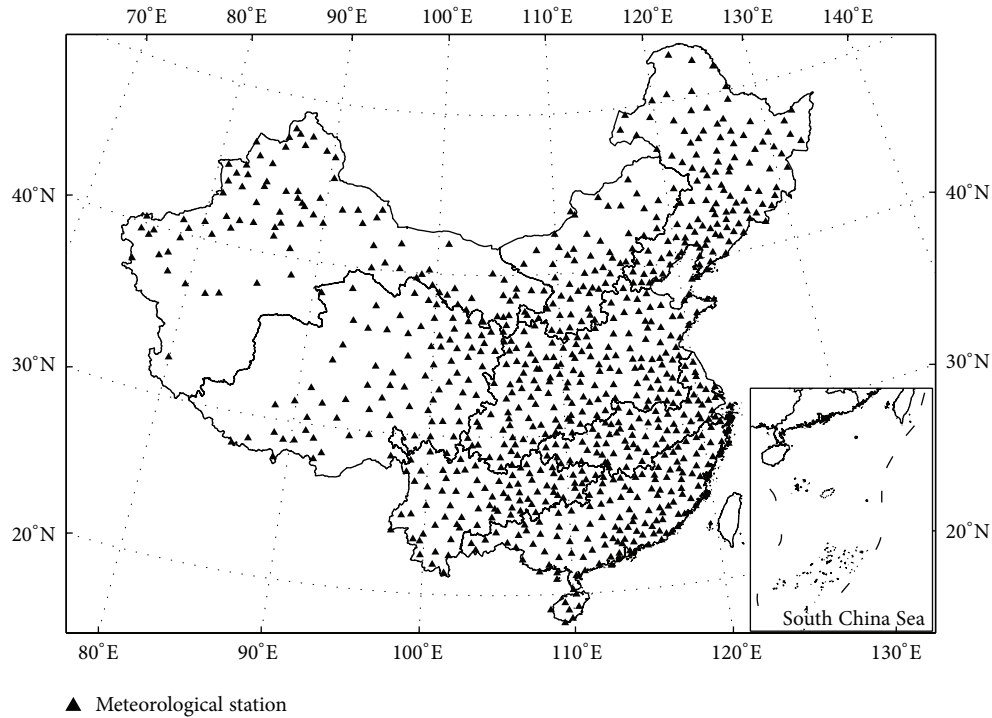 70°E 80°E 90°E 100°E 110°E 120°E 130°E 140°E
40°N 40°N
30°N 30°N
20°N 20°N
South China Sea
80°E 90°E 100°E 110°E 120°E 130°E
Meteorological station